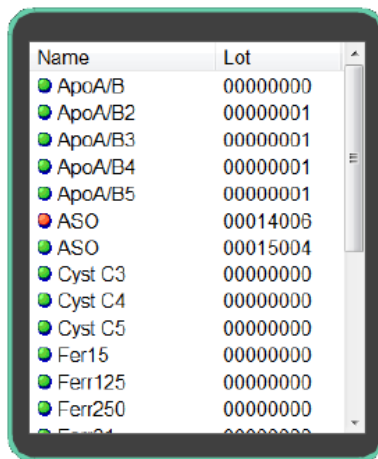 Name Lot
ApoA/B 00000000
ApoA/B2 00000001
ApoA/B3 00000001
ApoA/B4 00000001
ApoA/B5 00000001
ASO 00014006
ASO 00015004
Cyst C3 00000000
Cyst C4 00000000
Cyst C5 00000000
Fer15 00000000
Ferr125 00000000
Ferr250 00000000